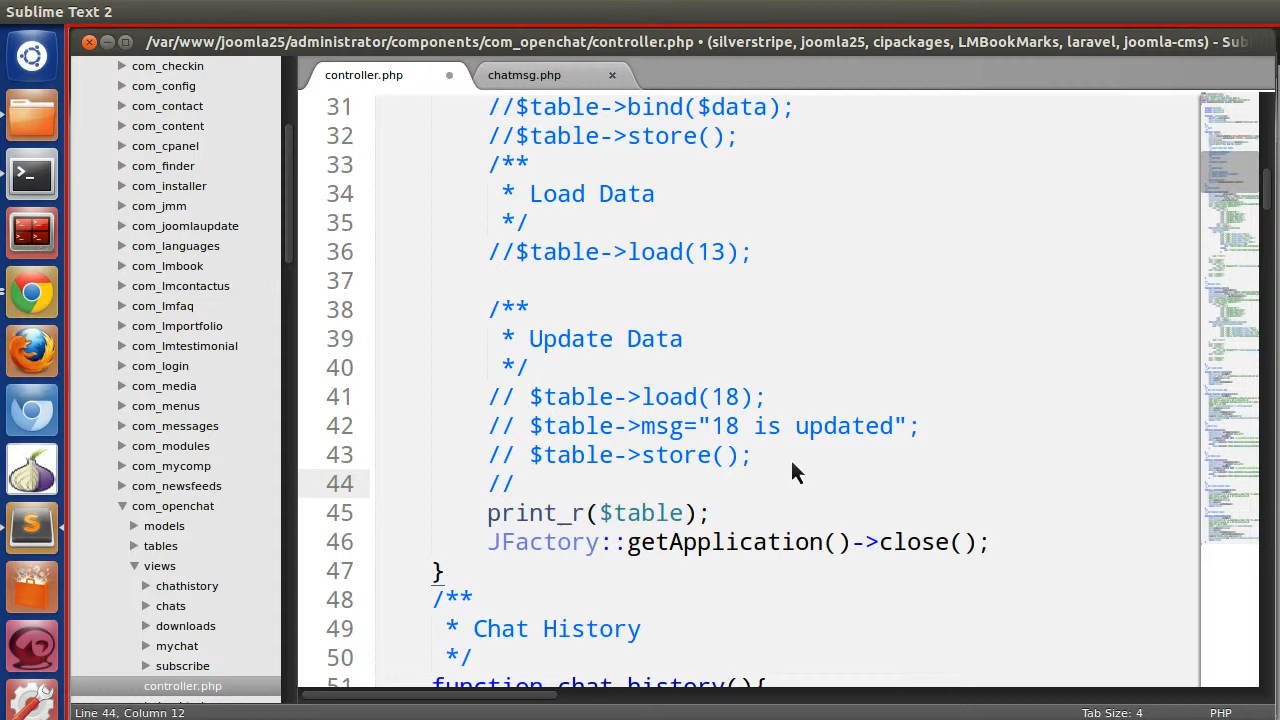 Sublime Text 2
/var/www/joomla25/administrator/components/com_openchat/controller.php • (silverstripe, joomla25, cipackages, LMBookMarks, laravel, joomla-cms) - Sub
controller.php
chatmsg.php
com_checkin
com_config
com_contact
com_content
com_cpanel
com_finder
com_installer
com_jmm
com_joomlaupdate
com_languages
com_lmbook
com_lmcontactus
com_lmfaq
com_lmportfolio
com_lmtestimonial
com_login
com_media
com_menus
com_messages
com_modules
com_mycomp
com_newsfeeds
com_openchat
models
tables
views
chathistory
chats
downloads
mychat
subscribe
controller.php
31 //$table->bind($data);
32 //$table->store();
33 /**
34 * Load Data
35 */
36 //$table->load(13);
37
38 /**
39 * Update Data
40 */
41 // $table->load(18);
42 // $table->msg="18 is updated";
43 // $table->store();
44 //
45 print_r($table);
46 JFactory::getApplication()->close();
47 }
48 /**
49 * Chat History
50 */
51 function chat_history(){
Line 44, Column 12
Tab Size: 4
PHP